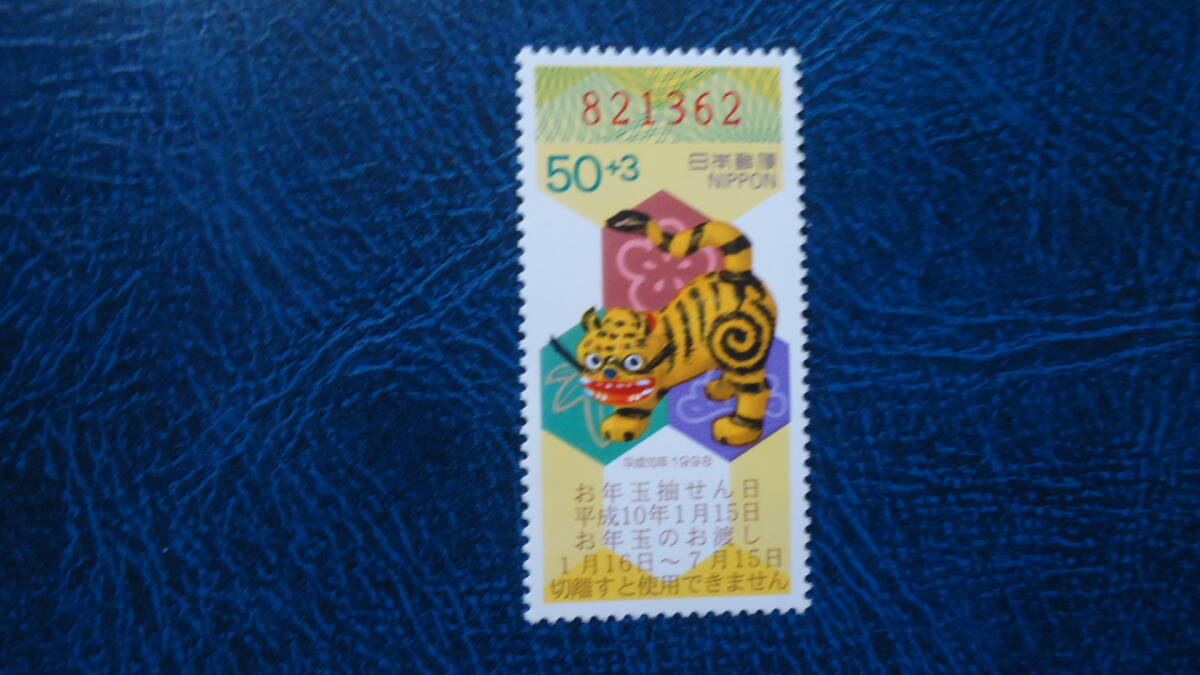 821362
50+3
日本郵便
NIPPON
平成10年 1998
お年玉抽せん日
平成10年1月15日
お年玉のお渡し
1月16日～7月15日
切離すと使用できません